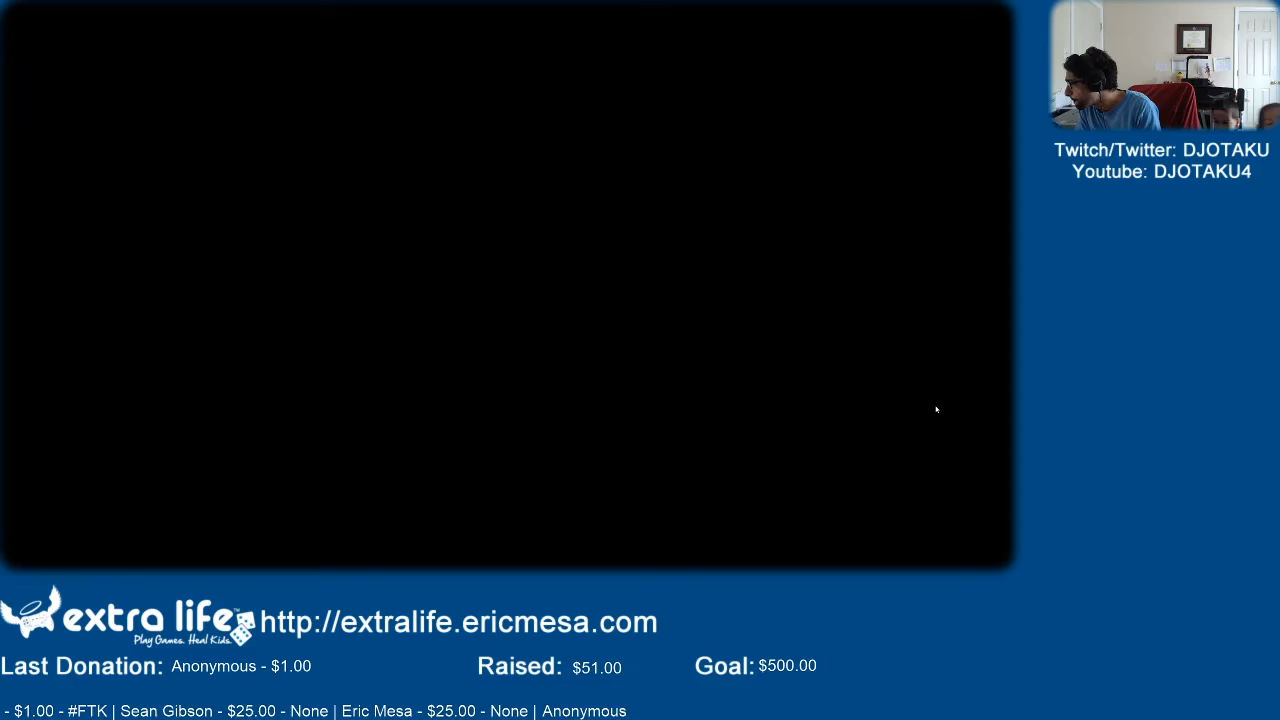 Twitch/Twitter: DJOTAKU
Youtube: DJOTAKU4
extra life
Play Games. Heal Kids.
http://extralife.ericmesa.com
Last Donation: Anonymous - $1.00 Raised: $51.00 Goal: $500.00
- $1.00 - #FTK | Sean Gibson - $25.00 - None | Eric Mesa - $25.00 - None | Anonymous